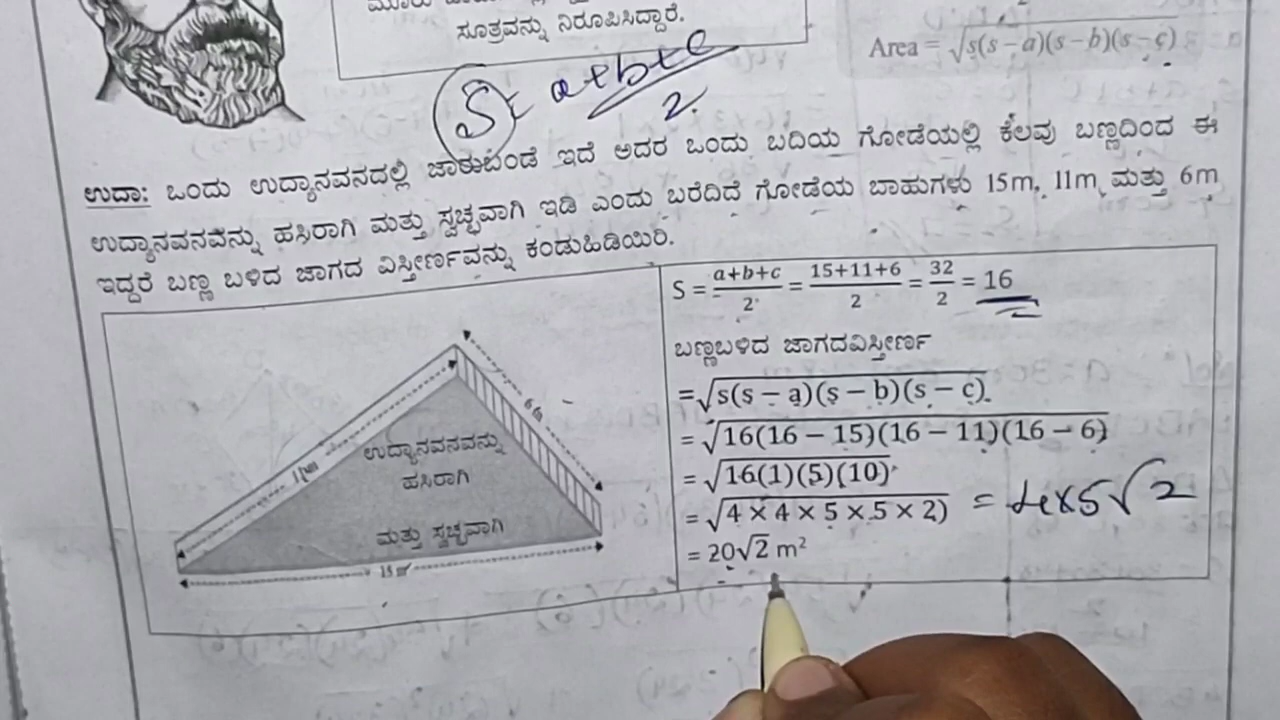 ಸೂತ್ರವನ್ನು ನಿರೂಪಿಸಿದ್ದಾರೆ.
Area = √s(s − a)(s − b)(s − c)
S = a+b+c
2
ಉದಾ: ಒಂದು ಉದ್ಯಾನವನದಲ್ಲಿ ಜಾರುಬಂಡೆ ಇದೆ ಅದರ ಒಂದು ಬದಿಯ ಗೋಡೆಯಲ್ಲಿ ಕೆಲವು ಬಣ್ಣದಿಂದ ಈ
ಉದ್ಯಾನವನವನ್ನು ಹಸಿರಾಗಿ ಮತ್ತು ಸ್ವಚ್ಛವಾಗಿ ಇಡಿ ಎಂದು ಬರೆದಿದೆ ಗೋಡೆಯ ಬಾಹುಗಳು 15m, 11m ಮತ್ತು 6m
ಇದ್ದರೆ ಬಣ್ಣ ಬಳಿದ ಜಾಗದ ವಿಸ್ತೀರ್ಣವನ್ನು ಕಂಡುಹಿಡಿಯಿರಿ.
6 m
11 m
ಉದ್ಯಾನವನವನ್ನು
ಹಸಿರಾಗಿ
ಮತ್ತು ಸ್ವಚ್ಛವಾಗಿ
15 m
S = a+b+c/2 = 15+11+6/2 = 32/2 = 16
ಬಣ್ಣಬಳಿದ ಜಾಗದವಿಸ್ತೀರ್ಣ
= √s(s − a)(s − b)(s − c)
= √16(16 − 15)(16 − 11)(16 − 6)
= √16(1)(5)(10)
= √4 × 4 × 5 × 5 × 2) = 4×5√2
= 20√2 m²